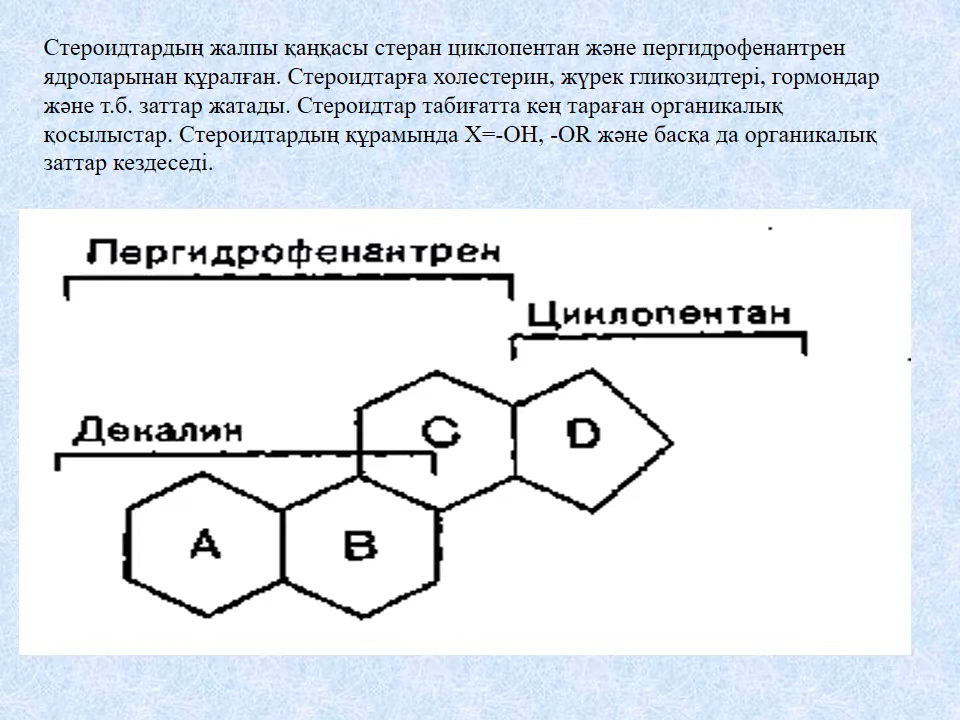 Стероидтардың жалпы қаңқасы стеран циклопентан және пергидрофенантрен
ядроларынан құралған. Стероидтарға холестерин, жүрек гликозидтері, гормондар
және т.б. заттар жатады. Стероидтар табиғатта кең тараған органикалық
қосылыстар. Стероидтардың құрамында X=-OH, -OR және басқа да органикалық
заттар кездеседі.
Пергидрофенантрен
Циклопентан
Декалин
C
D
A
B